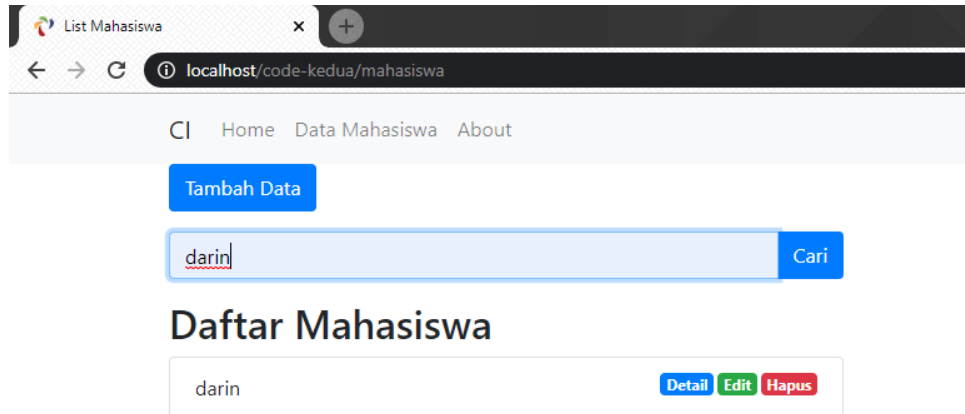 List Mahasiswa
localhost/code-kedua/mahasiswa
CI Home Data Mahasiswa About
Tambah Data
darin Cari
Daftar Mahasiswa
darin Detail Edit Hapus